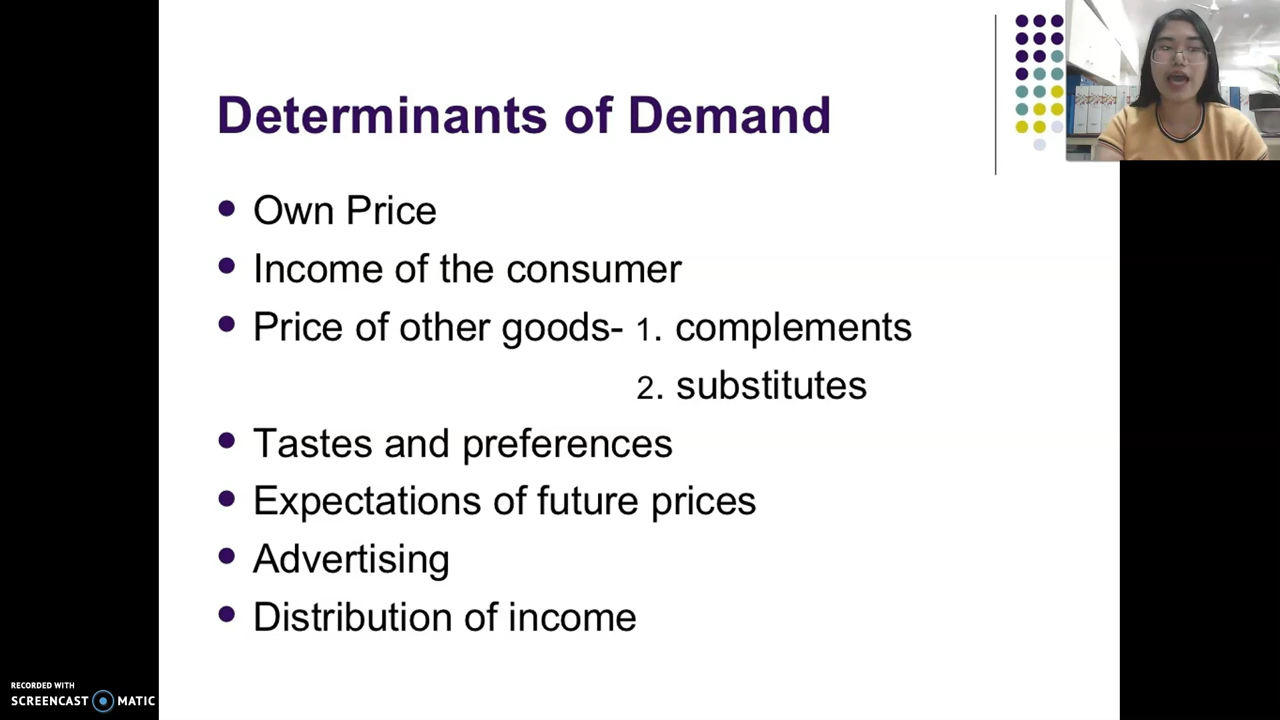 Determinants of Demand
• Own Price
• Income of the consumer
• Price of other goods- 1. complements
2. substitutes
• Tastes and preferences
• Expectations of future prices
• Advertising
• Distribution of income
RECORDED WITH
SCREENCAST MATIC